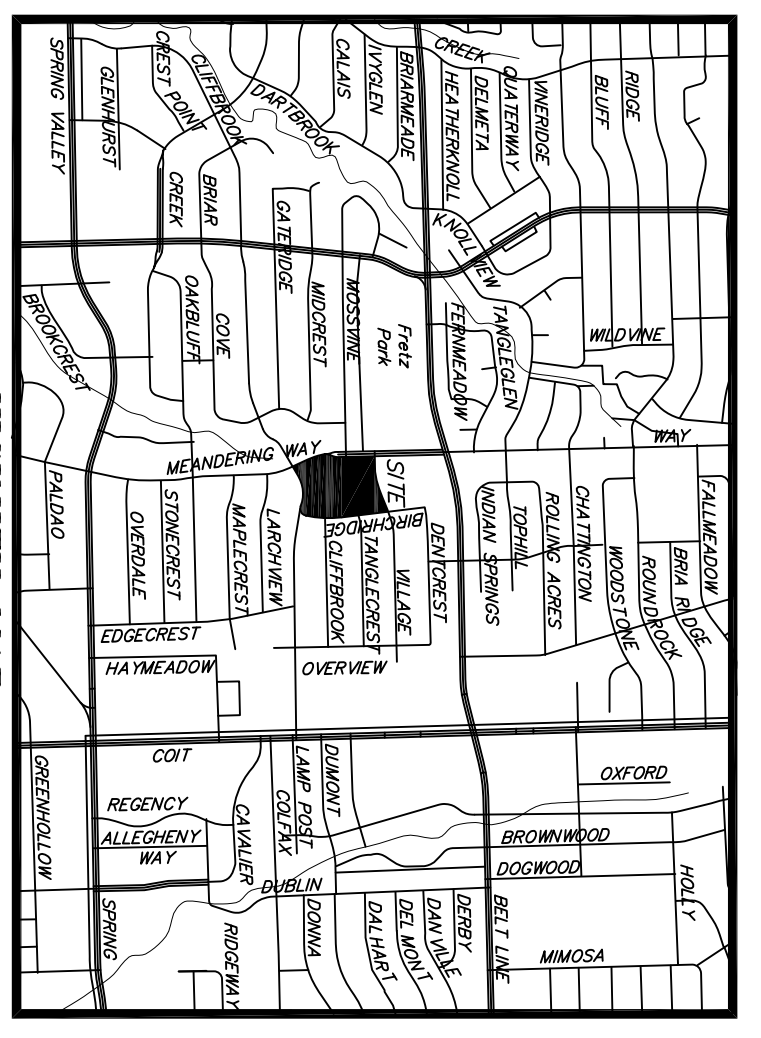 SPRING VALLEY
GLENHURST
CREST POINT
CLIFFBROOK
DARTBROOK
CALAIS
IVYGLEN
BRIARMEADE
CREEK
HEATHERKNOLL
DELMETA
QUATERWAY
VINERIDGE
BLUFF
RIDGE
CREEK
BRIAR
GATERIDGE
KNOLL VIEW
BROOKCREST
OAKBLUFF
COVE
MIDCREST
MOSSVINE
Fretz
Park
FERNMEADOW
TANGLEGLEN
WILDVINE
WAY
MEANDERING WAY
SITE
BIRCHRIDGE
PALDAO
OVERDALE
STONECREST
MAPLECREST
LARCHVIEW
CLIFFBROOK
TANGLECREST
VILLAGE
DENTCREST
INDIAN SPRINGS
TOPHILL
ROLLING ACRES
CHATTINGTON
WOODSTONE
ROUNDROCK
BRIA RIDGE
FALLMEADOW
EDGECREST
HAYMEADOW
OVERVIEW
COIT
GREENHOLLOW
REGENCY
ALLEGHENY
WAY
CAVALIER
COLFAX
LAMP POST
DUMONT
OXFORD
BROWNWOOD
DOGWOOD
DUBLIN
HOLLY
SPRING
RIDGEWAY
DONNA
DALHART
DEL MONT
DANVILLE
DERBY
BELT LINE
MIMOSA